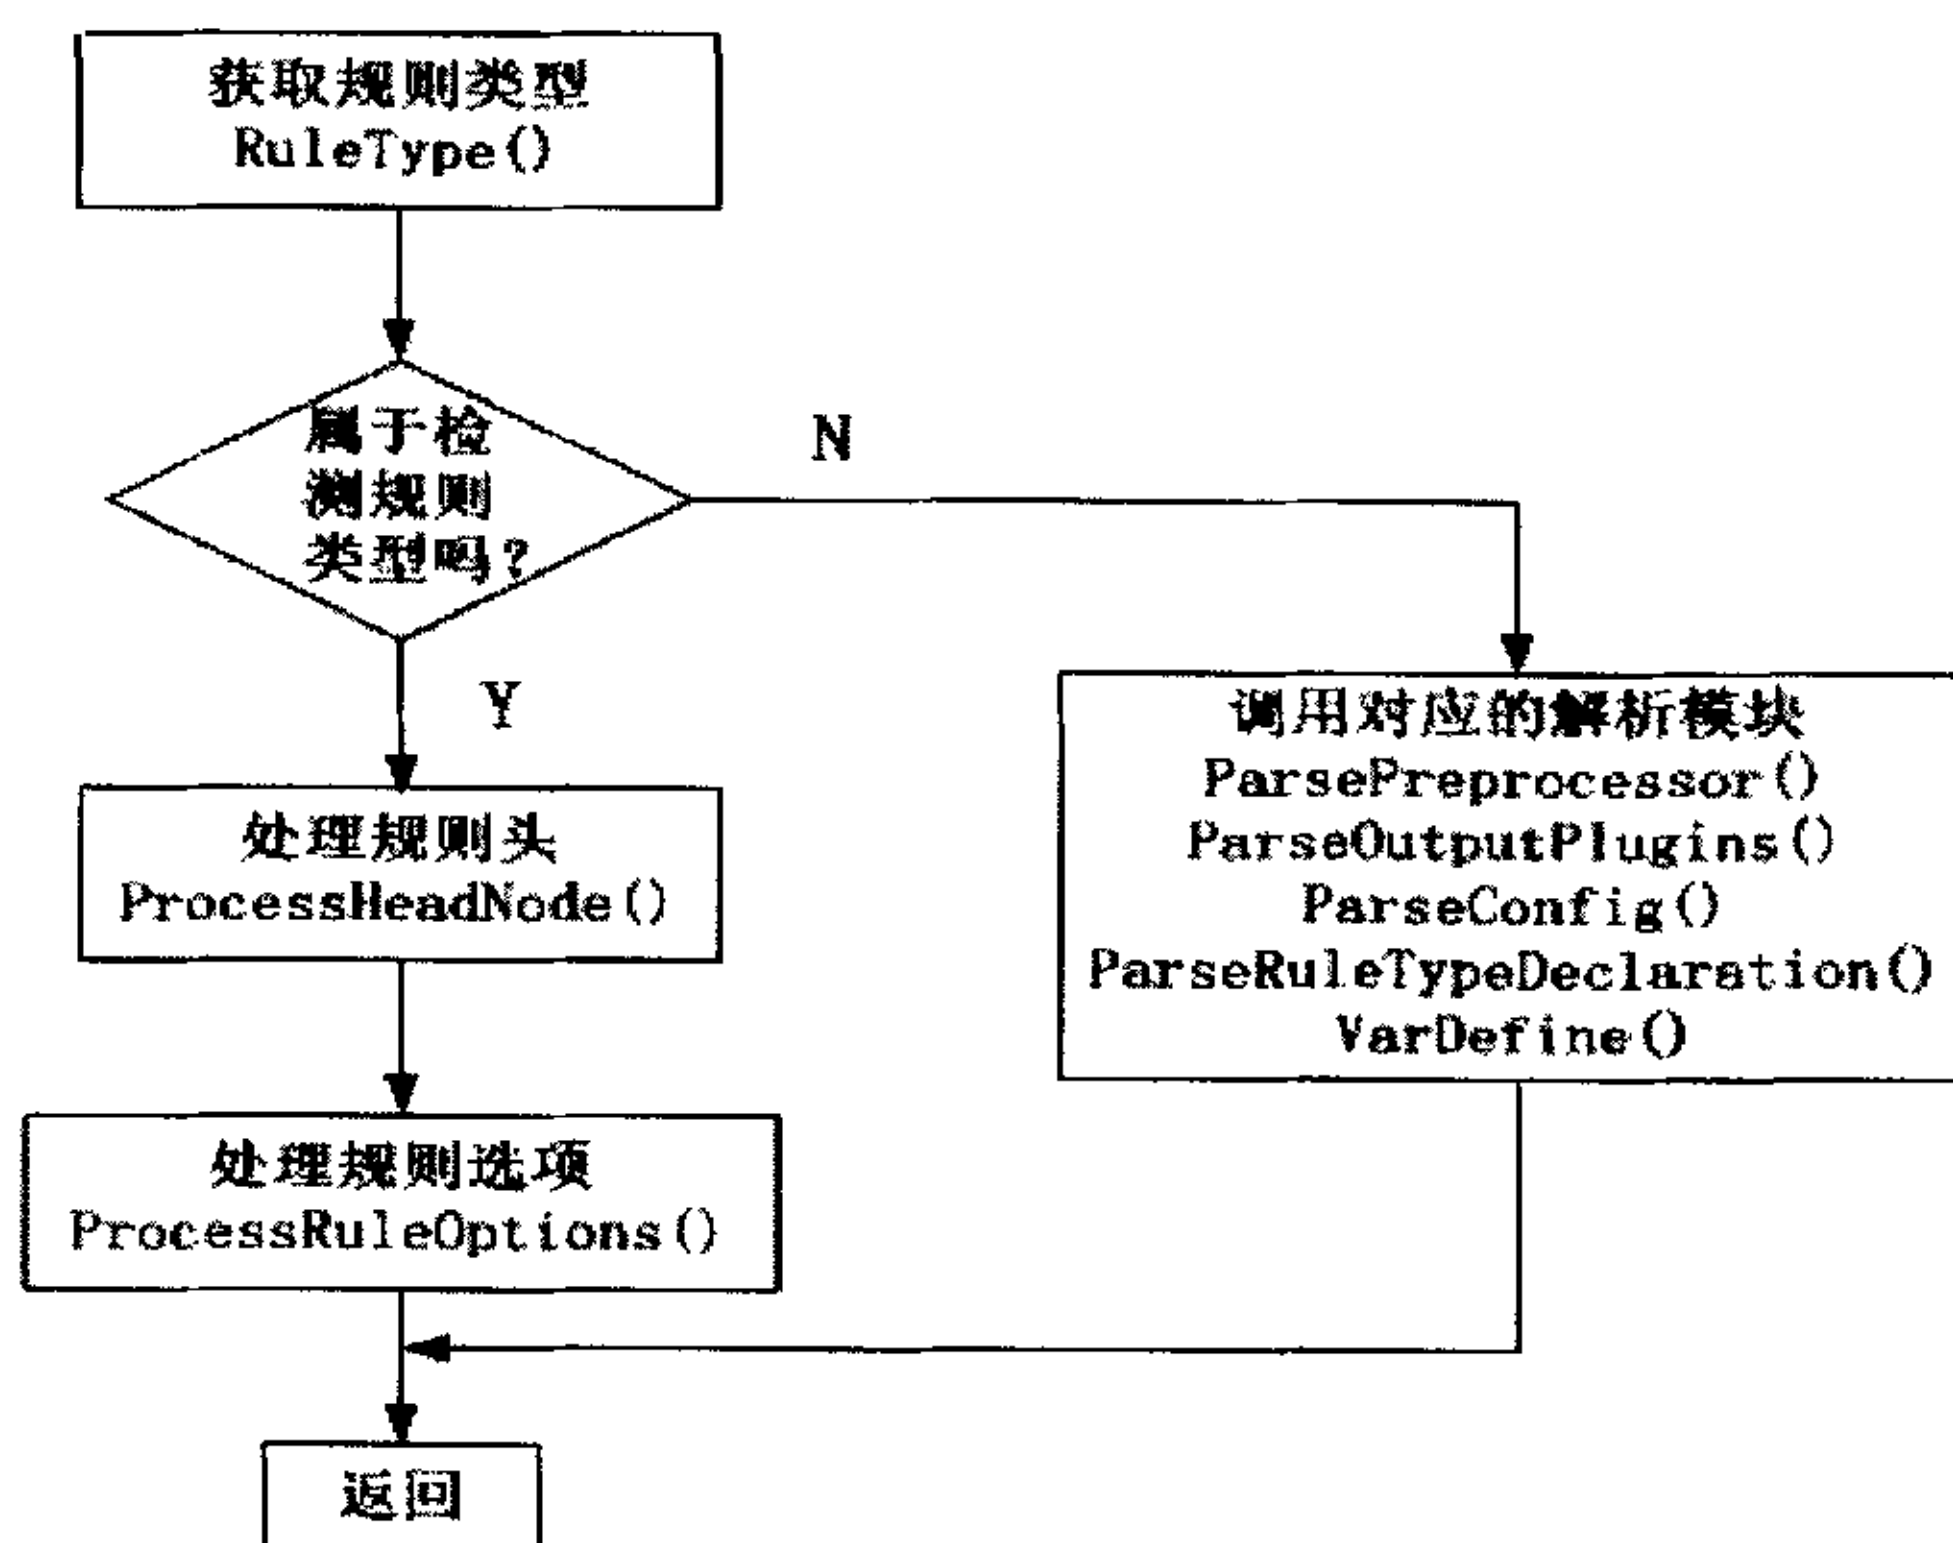 获取规则类型
RuleType()
属于检
测规则
类型吗?
N
Y
调用对应的解析模块
ParsePreprocessor()
ParseOutputPlugins()
ParseConfig()
ParseRuleTypeDeclaration()
VarDefine()
处理规则头
ProcessHeadNode()
处理规则选项
ProcessRuleOptions()
返回